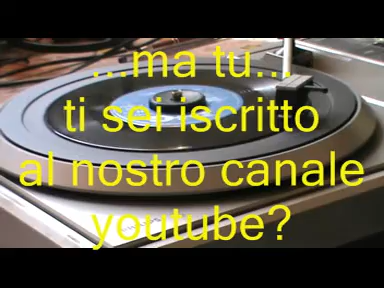 ...ma tu...
ti sei iscritto
al nostro canale
youtube?